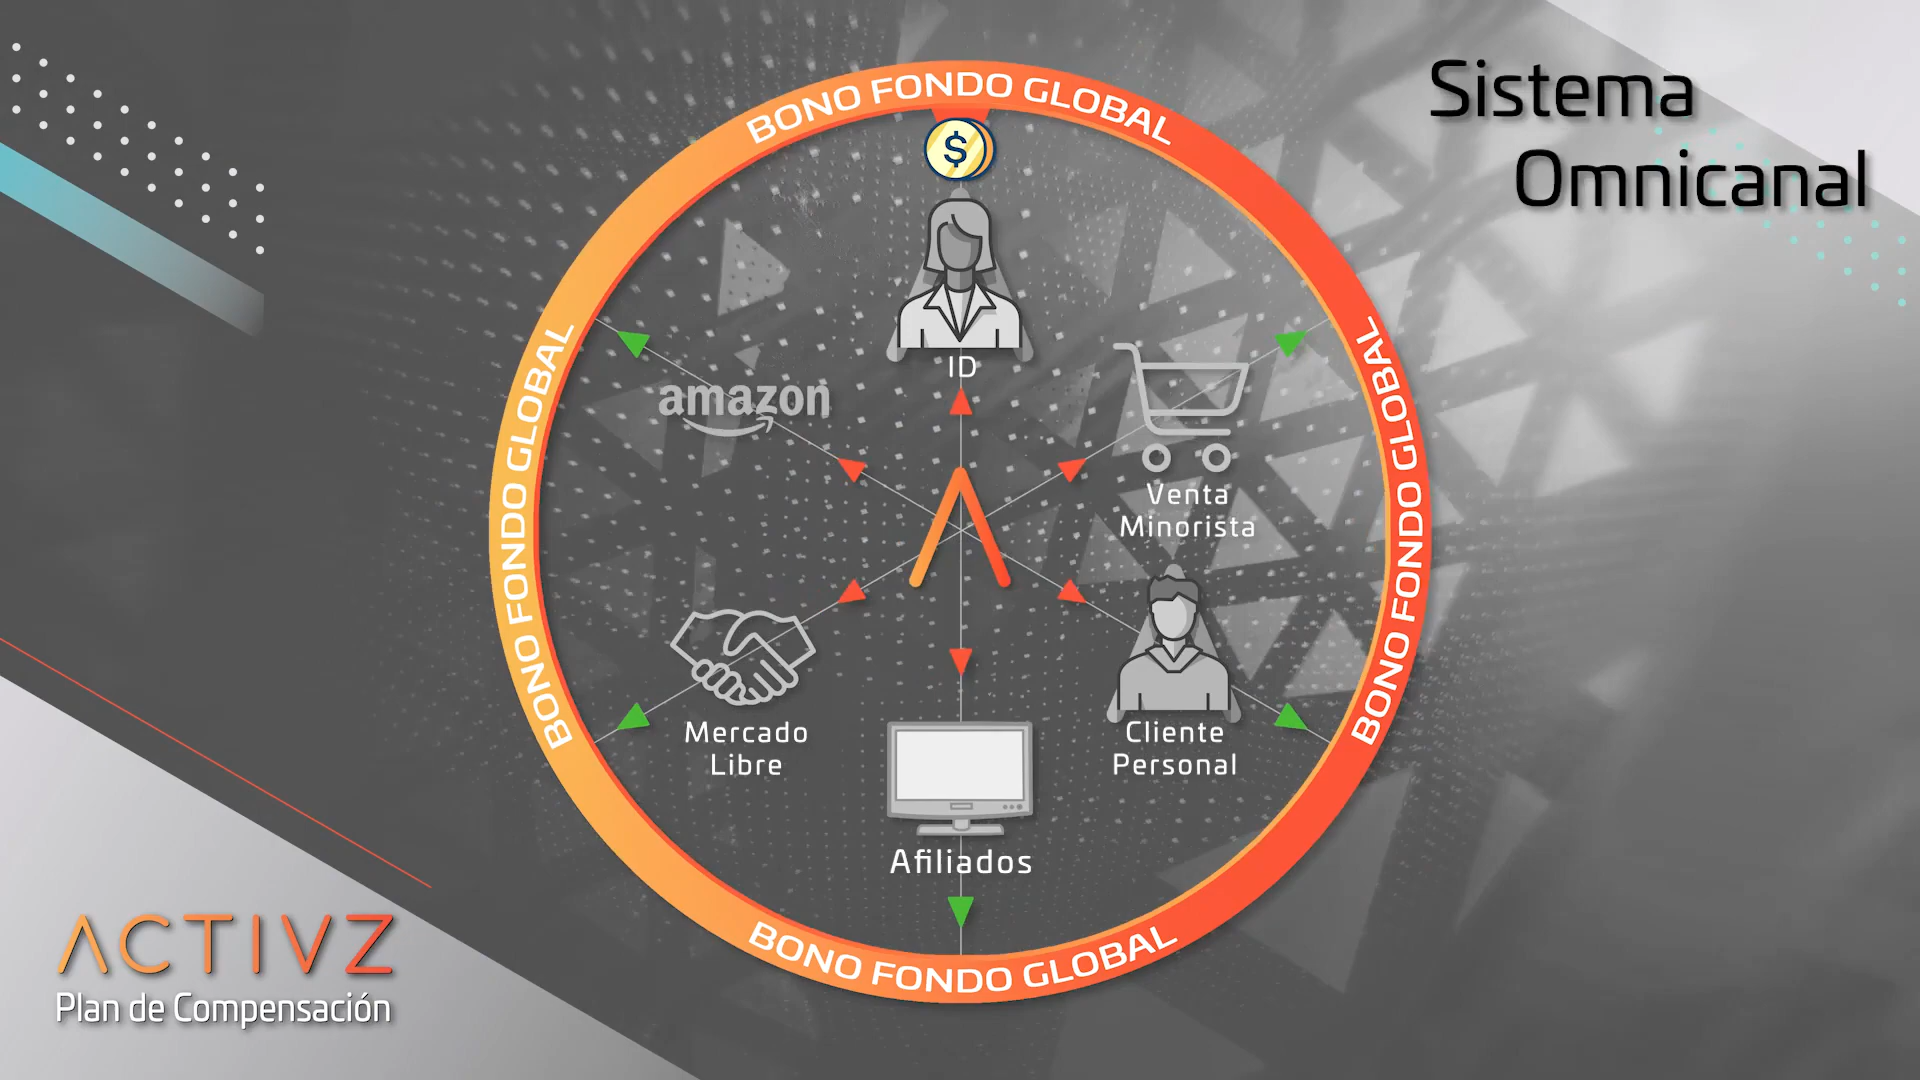 Sistema
Omnicanal
BONO FONDO GLOBAL
BONO FONDO GLOBAL
BONO FONDO GLOBAL
BONO FONDO GLOBAL
$
ID
amazon
Venta
Minorista
Mercado
Libre
Cliente
Personal
Afiliados
ACTIVZ
Plan de Compensación